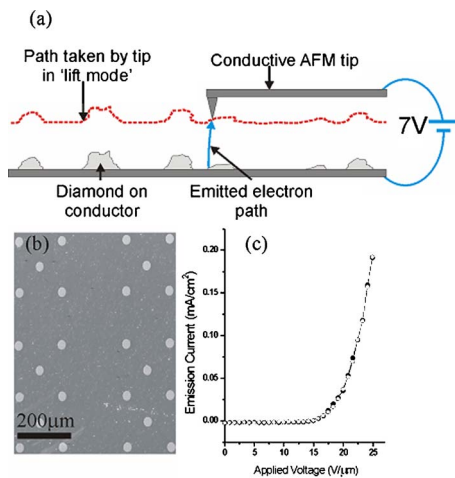 (a)
Path taken by tip
in 'lift mode'
Conductive AFM tip
7V
Diamond on
conductor
Emitted electron
path
(b)
200μm
(c)
Emission Current (mA/cm²)
0.20
0.15
0.10
0.05
0.00
0 5 10 15 20 25
Applied Voltage (V/μm)